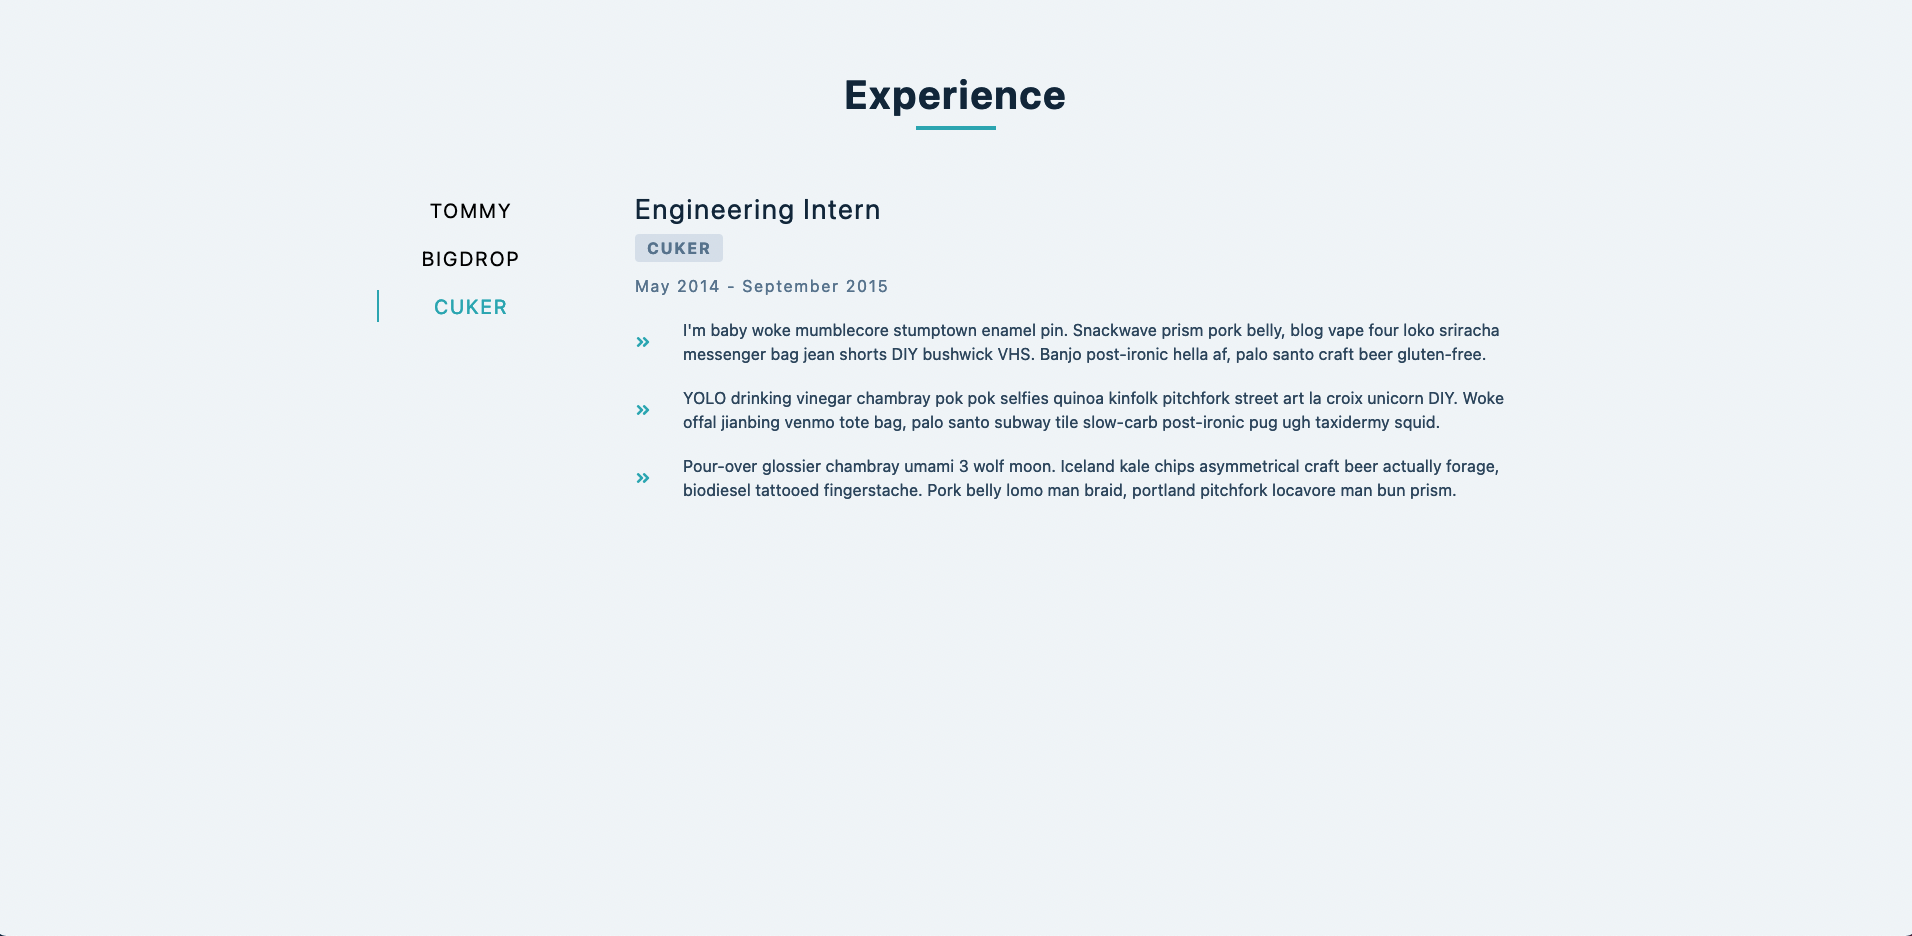 Experience
TOMMY
BIGDROP
CUKER
Engineering Intern
CUKER
May 2014 - September 2015
I'm baby woke mumblecore stumptown enamel pin. Snackwave prism pork belly, blog vape four loko sriracha
messenger bag jean shorts DIY bushwick VHS. Banjo post-ironic hella af, palo santo craft beer gluten-free.
YOLO drinking vinegar chambray pok pok selfies quinoa kinfolk pitchfork street art la croix unicorn DIY. Woke
offal jianbing venmo tote bag, palo santo subway tile slow-carb post-ironic pug ugh taxidermy squid.
Pour-over glossier chambray umami 3 wolf moon. Iceland kale chips asymmetrical craft beer actually forage,
biodiesel tattooed fingerstache. Pork belly lomo man braid, portland pitchfork locavore man bun prism.